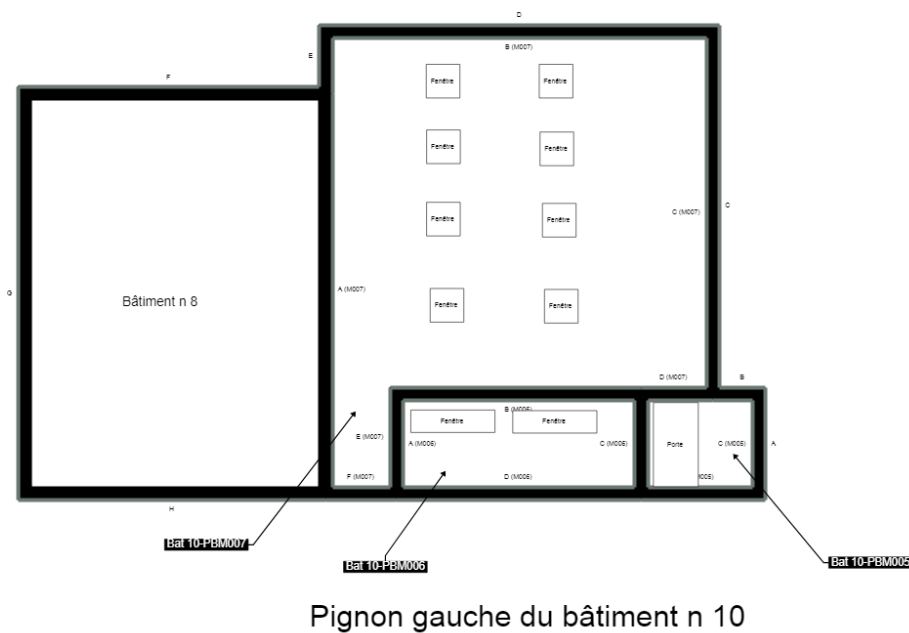 D
B (M007)
E
F
Fenêtre
Fenêtre
Fenêtre
Fenêtre
Fenêtre
Fenêtre
C (M007)
C
A (M007)
G
Bâtiment n 8
Fenêtre
Fenêtre
D (M007)
B
B (M006)
Fenêtre
Fenêtre
E (M007)
A (M006)
C (M006)
Porte
C (M005)
A
F (M007)
D (M006)
H
Bat 10-PBM007
Bat 10-PBM006
Bat 10-PBM005
Pignon gauche du bâtiment n 10